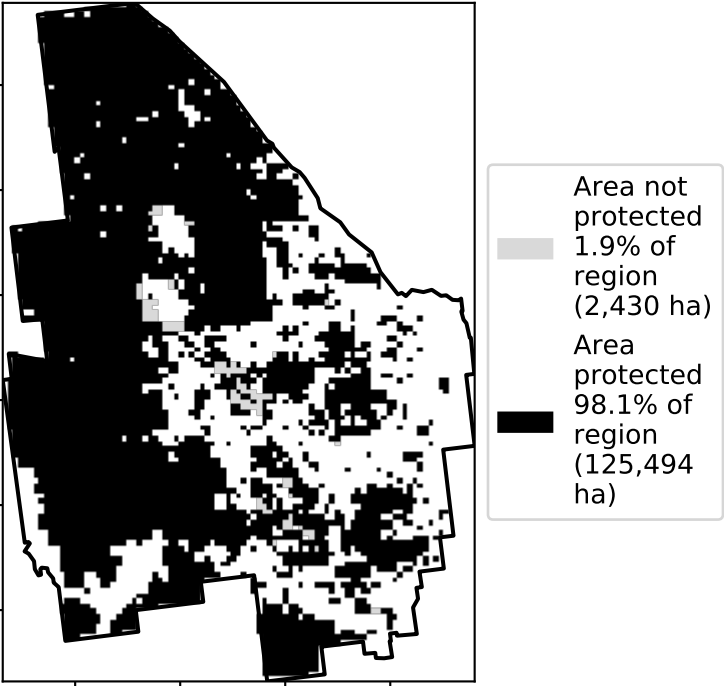 Area not
protected
1.9% of
region
(2,430 ha)
Area
protected
98.1% of
region
(125,494
ha)